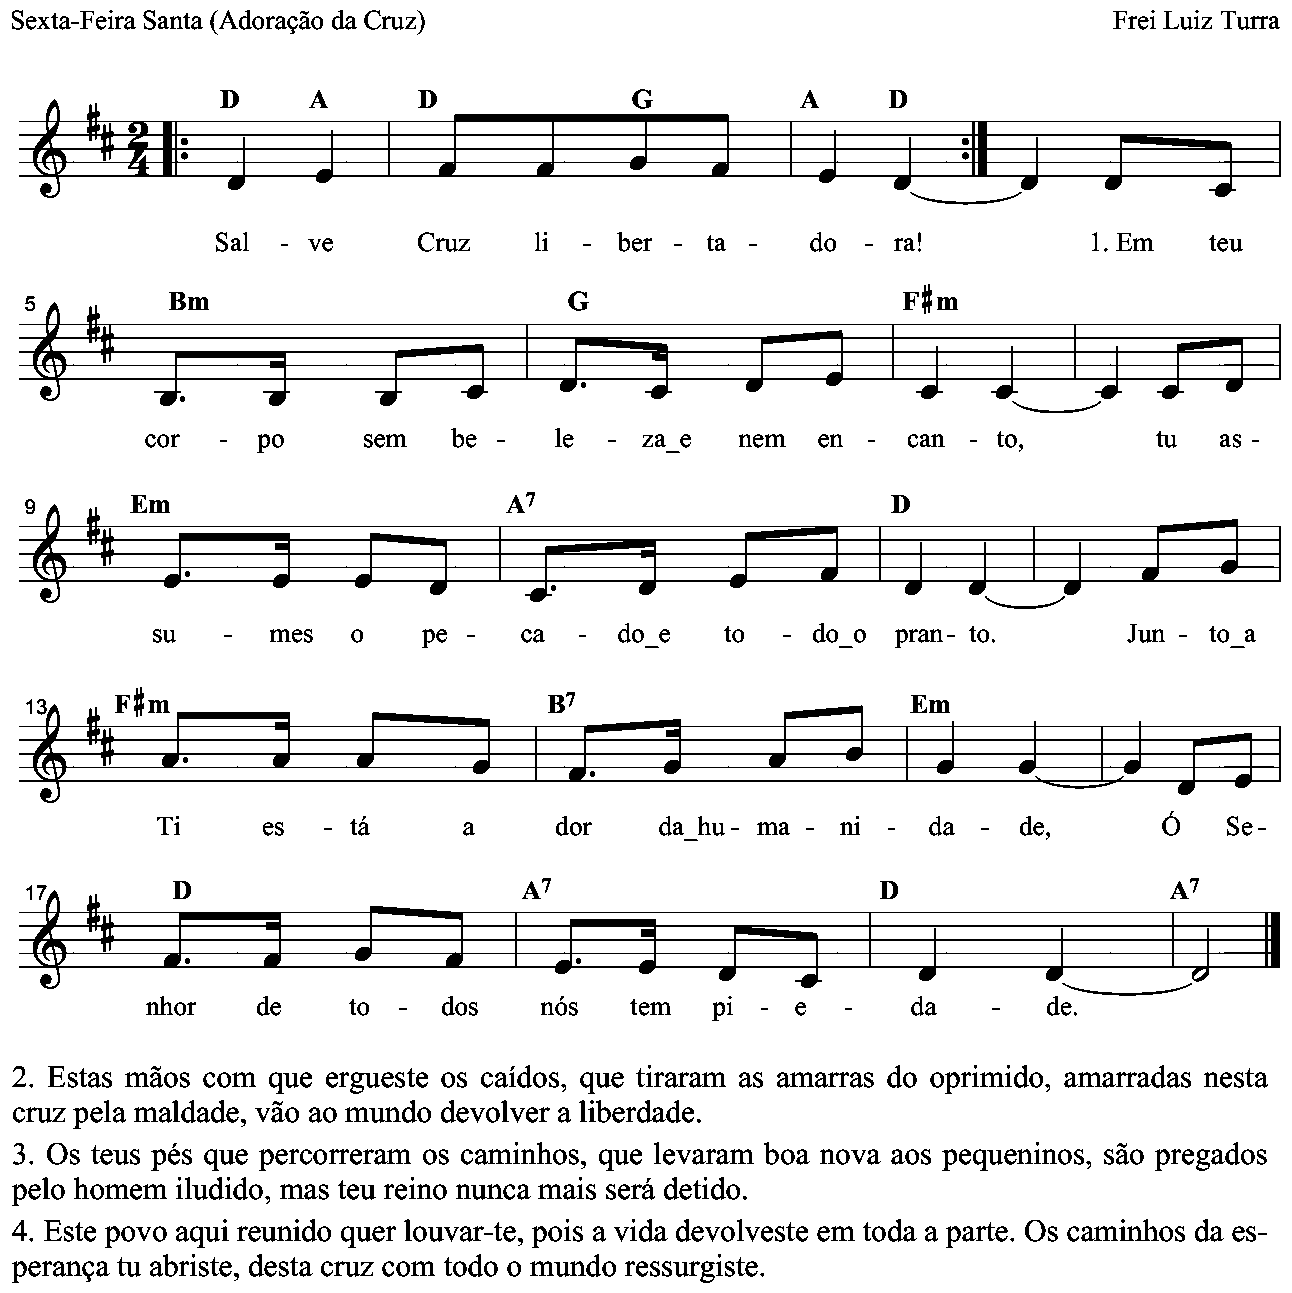 Sexta-Feira Santa (Adoração da Cruz) Frei Luiz Turra
D A D G A D
2/4
Sal - ve Cruz li - ber - ta- do - ra! 1. Em teu
5 Bm G F♯m
cor - po sem be - le - za_e nem en - can - to, tu as-
9 Em A7 D
su - mes o pe - ca - do_e to - do_o pran- to. Jun - to_a
13 F♯m B7 Em
Ti es - tá a dor da_hu - ma - ni - da - de, Ó Se-
17 D A7 D A7
nhor de to - dos nós tem pi - e - da - de.
2. Estas mãos com que ergueste os caídos, que tiraram as amarras do oprimido, amarradas nesta
cruz pela maldade, vão ao mundo devolver a liberdade.
3. Os teus pés que percorreram os caminhos, que levaram boa nova aos pequeninos, são pregados
pelo homem iludido, mas teu reino nunca mais será detido.
4. Este povo aqui reunido quer louvar-te, pois a vida devolveste em toda a parte. Os caminhos da es-
perança tu abriste, desta cruz com todo o mundo ressurgiste.